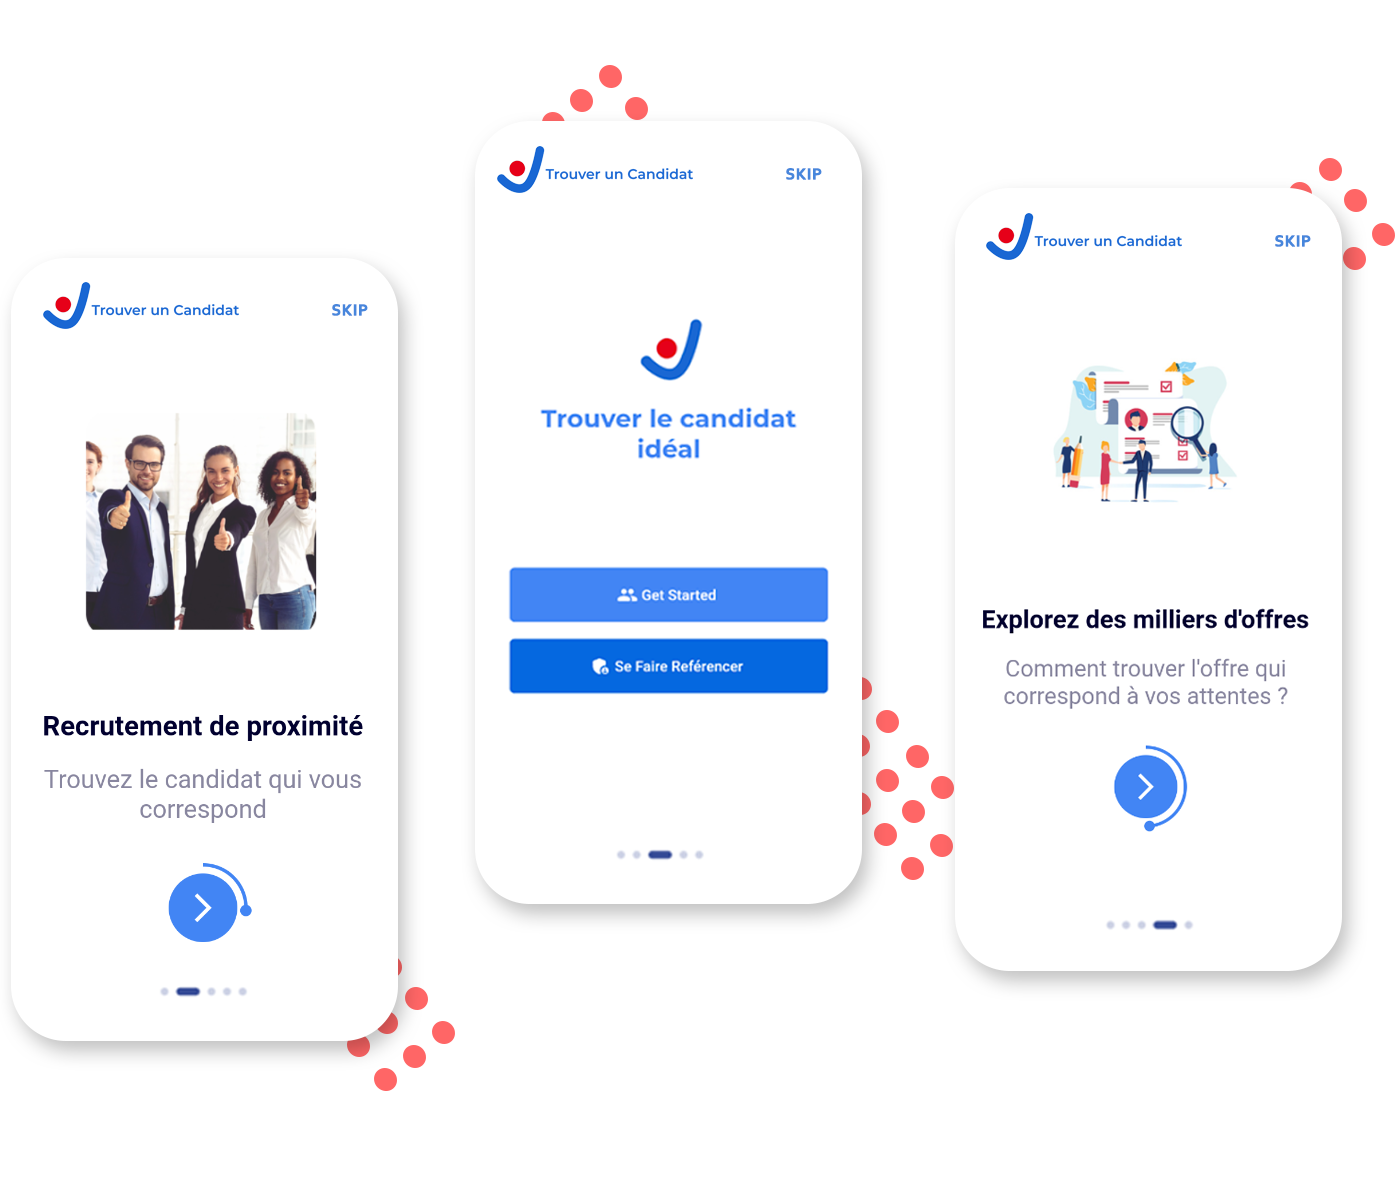 Trouver un Candidat
SKIP
Recrutement de proximité
Trouvez le candidat qui vous
correspond
Trouver un Candidat
SKIP
Trouver le candidat
idéal
Get Started
Se Faire Reférencer
Trouver un Candidat
SKIP
Explorez des milliers d'offres
Comment trouver l'offre qui
correspond à vos attentes ?